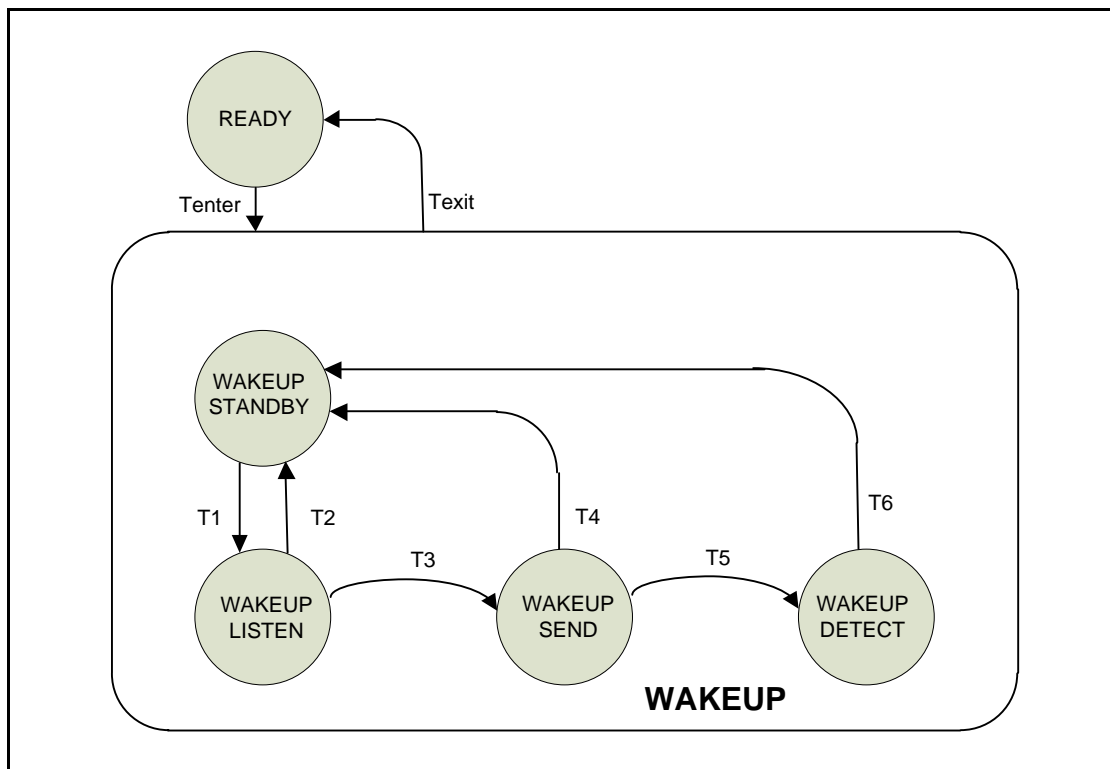 READY
Tenter
Texit
WAKEUP
STANDBY
T1
T2
T3
T4
T5
T6
WAKEUP
LISTEN
WAKEUP
SEND
WAKEUP
DETECT
WAKEUP